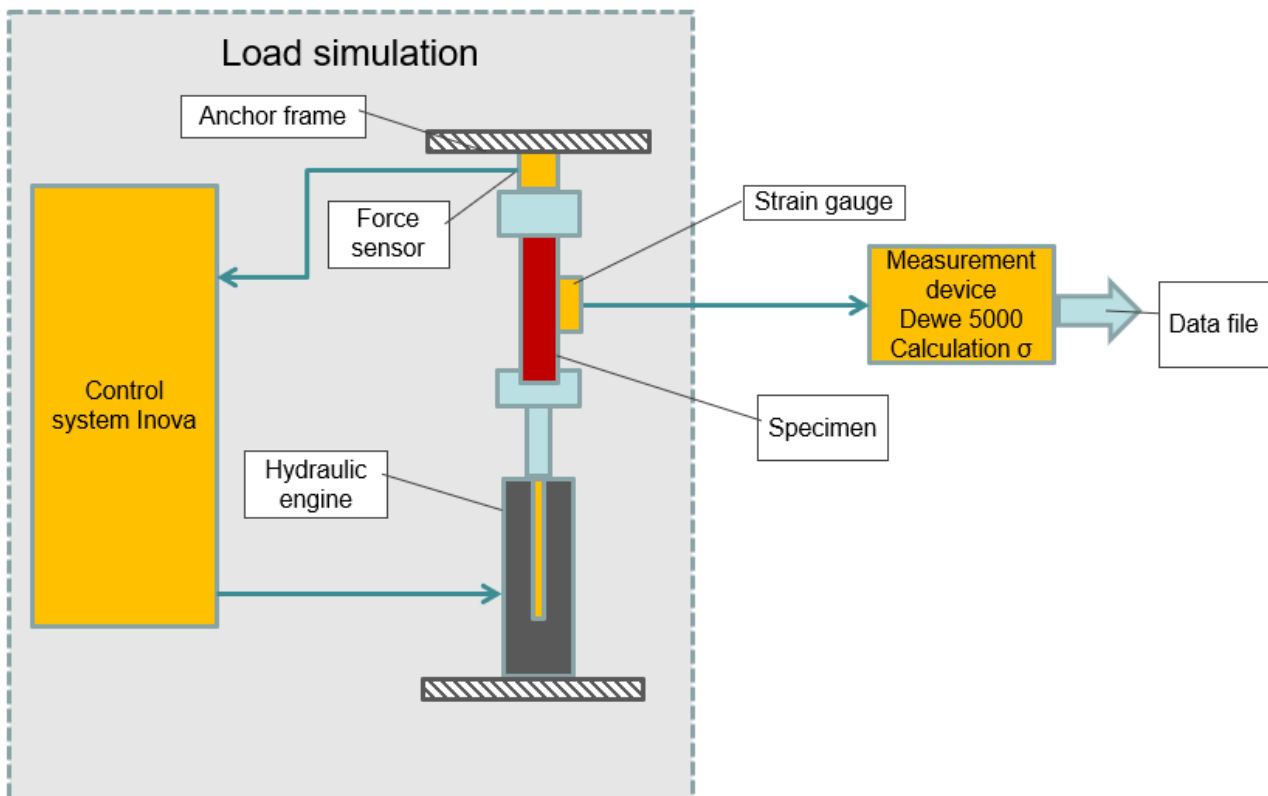 Load simulation
Anchor frame
Force
sensor
Strain gauge
Measurement
device
Dewe 5000
Calculation σ
Data file
Control
system Inova
Specimen
Hydraulic
engine